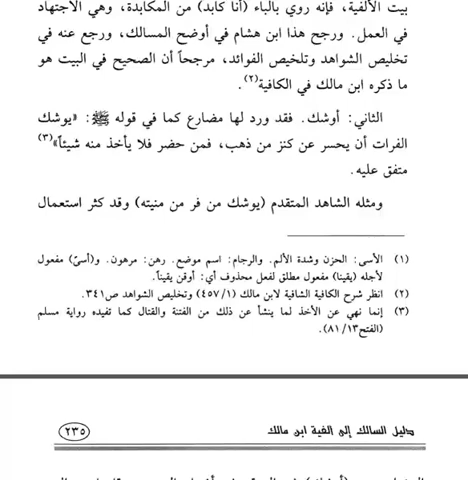 بيت الألفية، فإنه روي بالباء (أنا كابد) من المكابدة، وهي الاجتهاد
في العمل. ورجح هذا ابن هشام في أوضح المسالك، ورجع عنه في
تخليص الشواهد وتلخيص الفوائد، مرجحاً أن الصحيح في البيت هو
ما ذكره ابن مالك في الكافية(٢).
الثاني: أوشك. فقد ورد لها مضارع كما في قوله ﷺ: «يوشك
الفرات أن يحسر عن كنز من ذهب، فمن حضر فلا يأخذ منه شيئاً»(٣)
متفق عليه.
ومثله الشاهد المتقدم (يوشك من فر من منيته) وقد كثر استعمال
(١) الأسى: الحزن وشدة الألم. والرجام: اسم موضع. رهن: مرهون. و(أسىً) مفعول
لأجله (يقينا) مفعول مطلق لفعل محذوف أي: أوقن يقيناً.
(٢) انظر شرح الكافية الشافية لابن مالك (٤٥٧/١) وتخليص الشواهد ص٣٤١.
(٣) إنما نهي عن الأخذ لما ينشأ عن ذلك من الفتنة والقتال كما تفيده رواية مسلم
(الفتح٨١/١٣).
دليل السالك إلى ألفية ابن مالك
٢٣٥